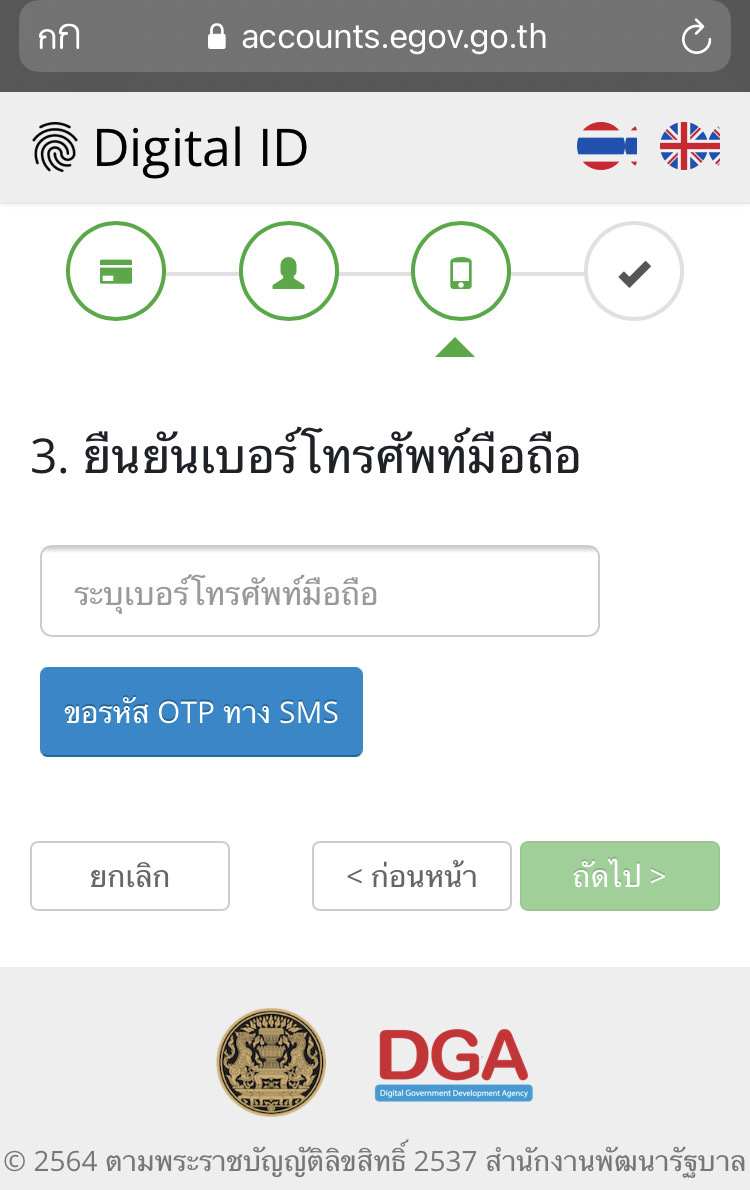 กก accounts.egov.go.th
Digital ID
3. ยืนยันเบอร์โทรศัพท์มือถือ
ระบุเบอร์โทรศัพท์มือถือ
ขอรหัส OTP ทาง SMS
ยกเลิก < ก่อนหน้า ถัดไป >
DGA
Digital Government Development Agency
© 2564 ตามพระราชบัญญัติลิขสิทธิ์ 2537 สำนักงานพัฒนารัฐบาล